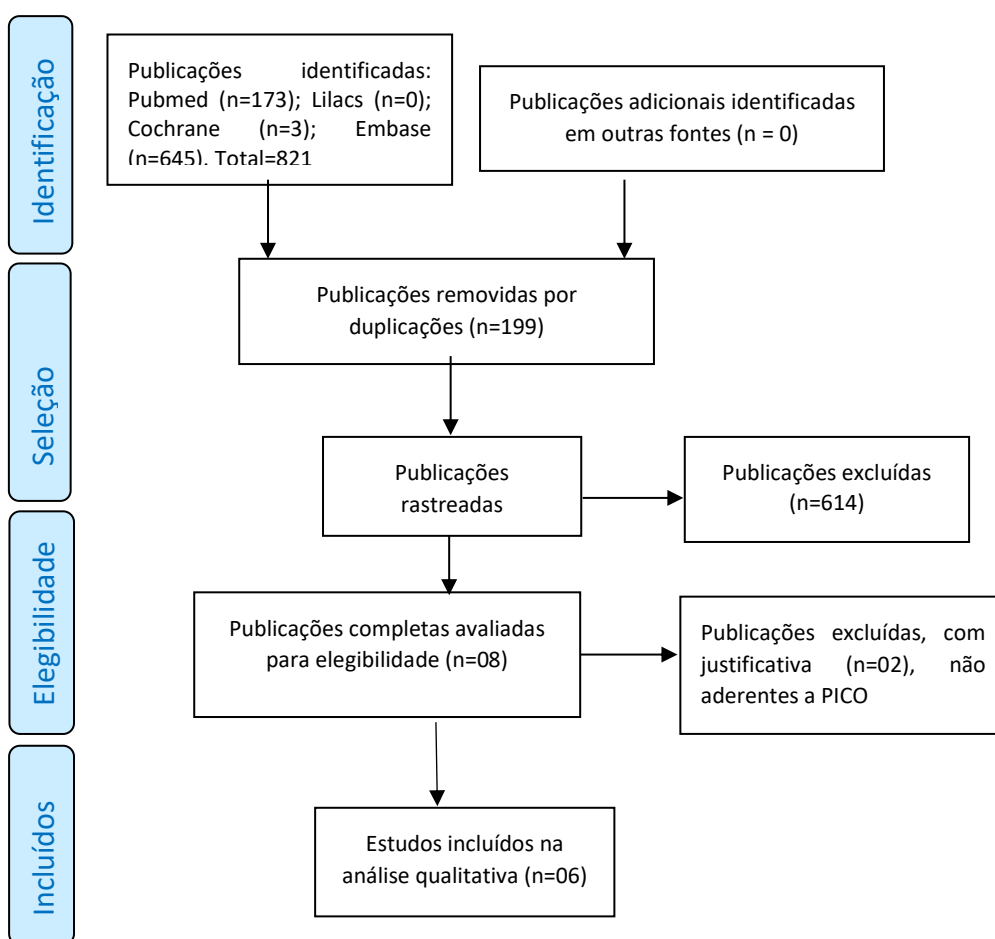 Identificação
Publicações identificadas:
Pubmed (n=173); Lilacs (n=0);
Cochrane (n=3); Embase
(n=645). Total=821
Publicações adicionais identificadas
em outras fontes (n = 0)
Seleção
Publicações removidas por
duplicações (n=199)
Publicações
rastreadas
Publicações excluídas
(n=614)
Elegibilidade
Publicações completas avaliadas
para elegibilidade (n=08)
Publicações excluídas, com
justificativa (n=02), não
aderentes a PICO
Incluídos
Estudos incluídos na
análise qualitativa (n=06)